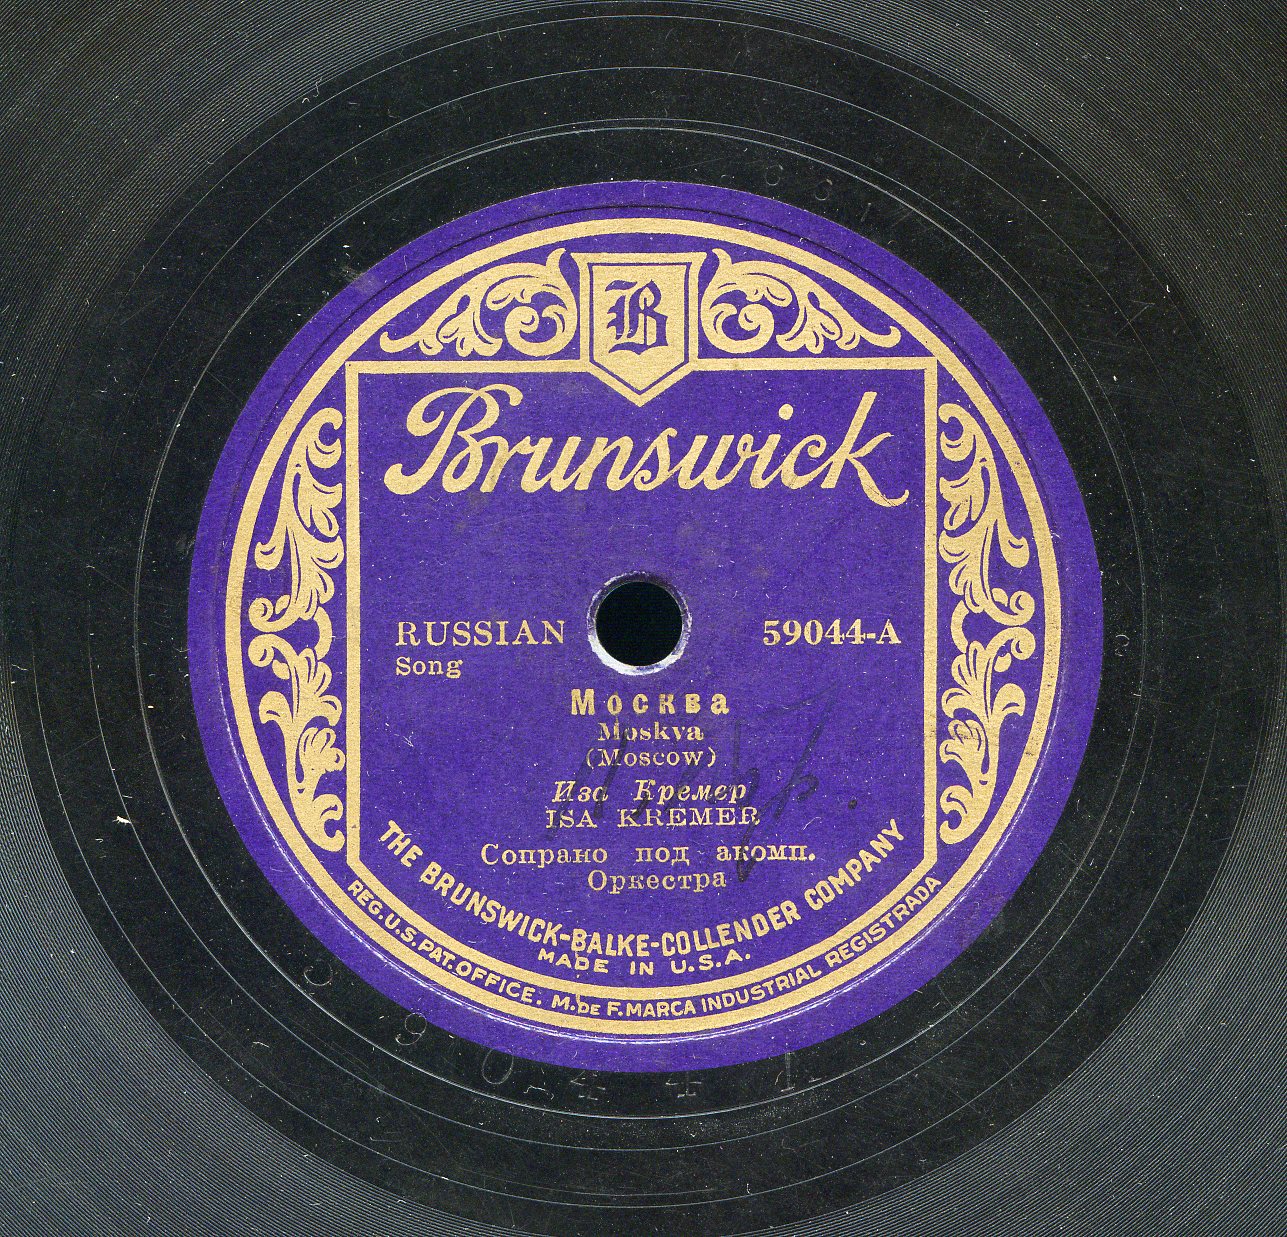 B
Brunswick
RUSSIAN 59044-A
Song
Москва
Moskva
(Moscow)
Иза Кремер
ISA KREMER
Сопрано под акомп.
Оркестра
THE BRUNSWICK-BALKE-COLLENDER COMPANY
MADE IN U.S.A.
REG. U.S. PAT. OFFICE. M. DE F. MARCA INDUSTRIAL REGISTRADA